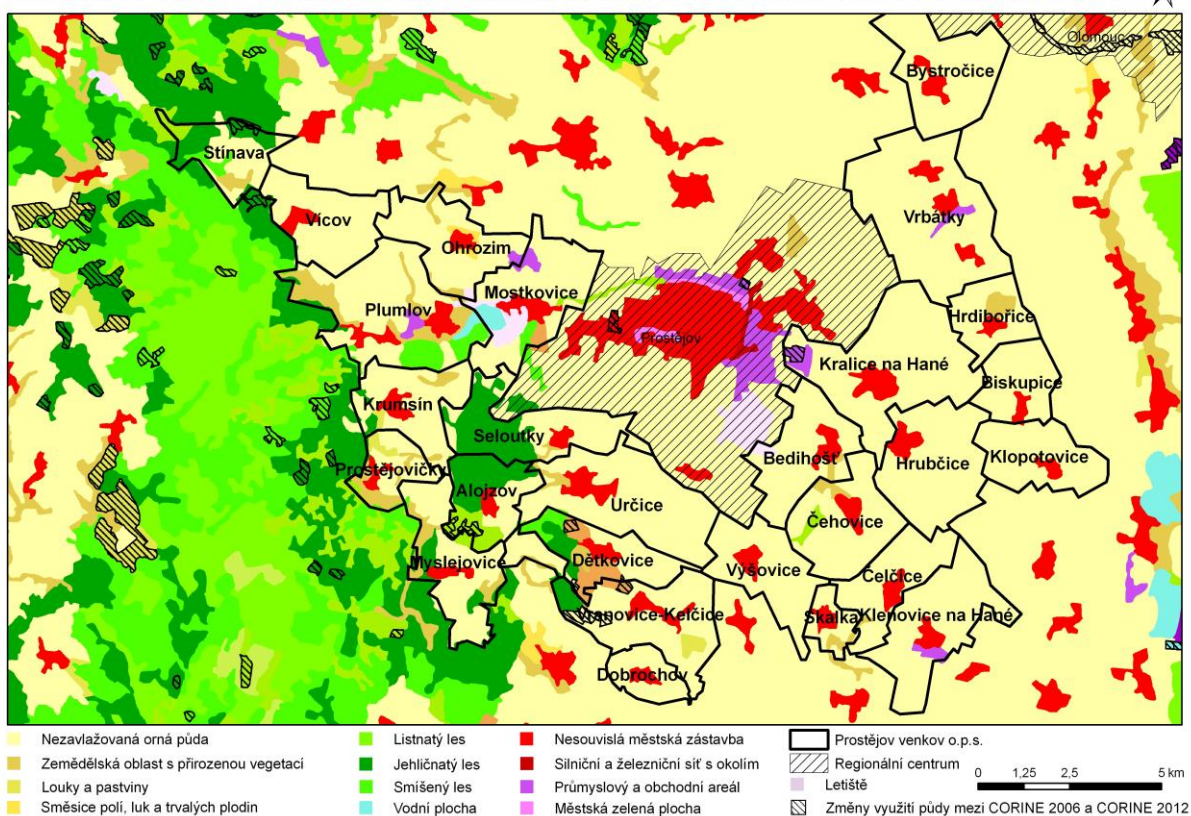 Olomouc
Bystročice
Stínava
Vícov
Vrbátky
Ohrozim
Mostkovice
Plumlov
Hrdibořice
Prostějov
Kralice na Hané
Biskupice
Krumsín
Seloutky
Prostějovičky
Bedihošť
Hrubčice
Klopotovice
Alojzov
Určice
Čehovice
Myslejovice
Dětkovice
Výšovice
Čelčice
Skalka
Klenovice na Hané
anovice-Kelčice
Dobrochov
Nezavlažovaná orná půda
Zemědělská oblast s přirozenou vegetací
Louky a pastviny
Směsice polí, luk a trvalých plodin
Listnatý les
Jehličnatý les
Smíšený les
Vodní plocha
Nesouvislá městská zástavba
Silniční a železniční síť s okolím
Průmyslový a obchodní areál
Městská zelená plocha
Prostějov venkov o.p.s.
Regionální centrum
Letiště
Změny využití půdy mezi CORINE 2006 a CORINE 2012
0 1,25 2,5 5 km